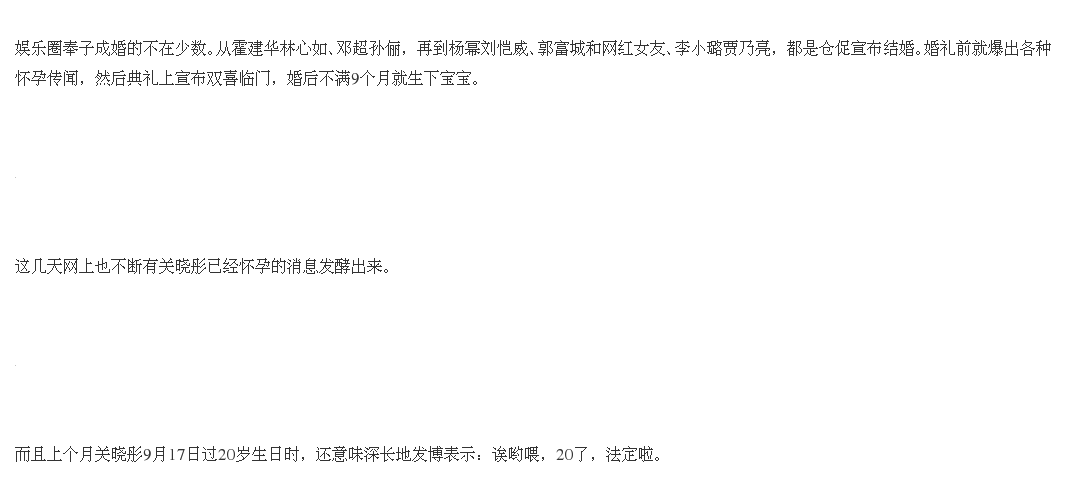 娱乐圈奉子成婚的不在少数。从霍建华林心如、邓超孙俪，再到杨幂刘恺威、郭富城和网红女友、李小璐贾乃亮，都是仓促宣布结婚。婚礼前就爆出各种
怀孕传闻，然后典礼上宣布双喜临门，婚后不满9个月就生下宝宝。
这几天网上也不断有关晓彤已经怀孕的消息发酵出来。
而且上个月关晓彤9月17日过20岁生日时，还意味深长地发博表示：诶哟喂，20了，法定啦。